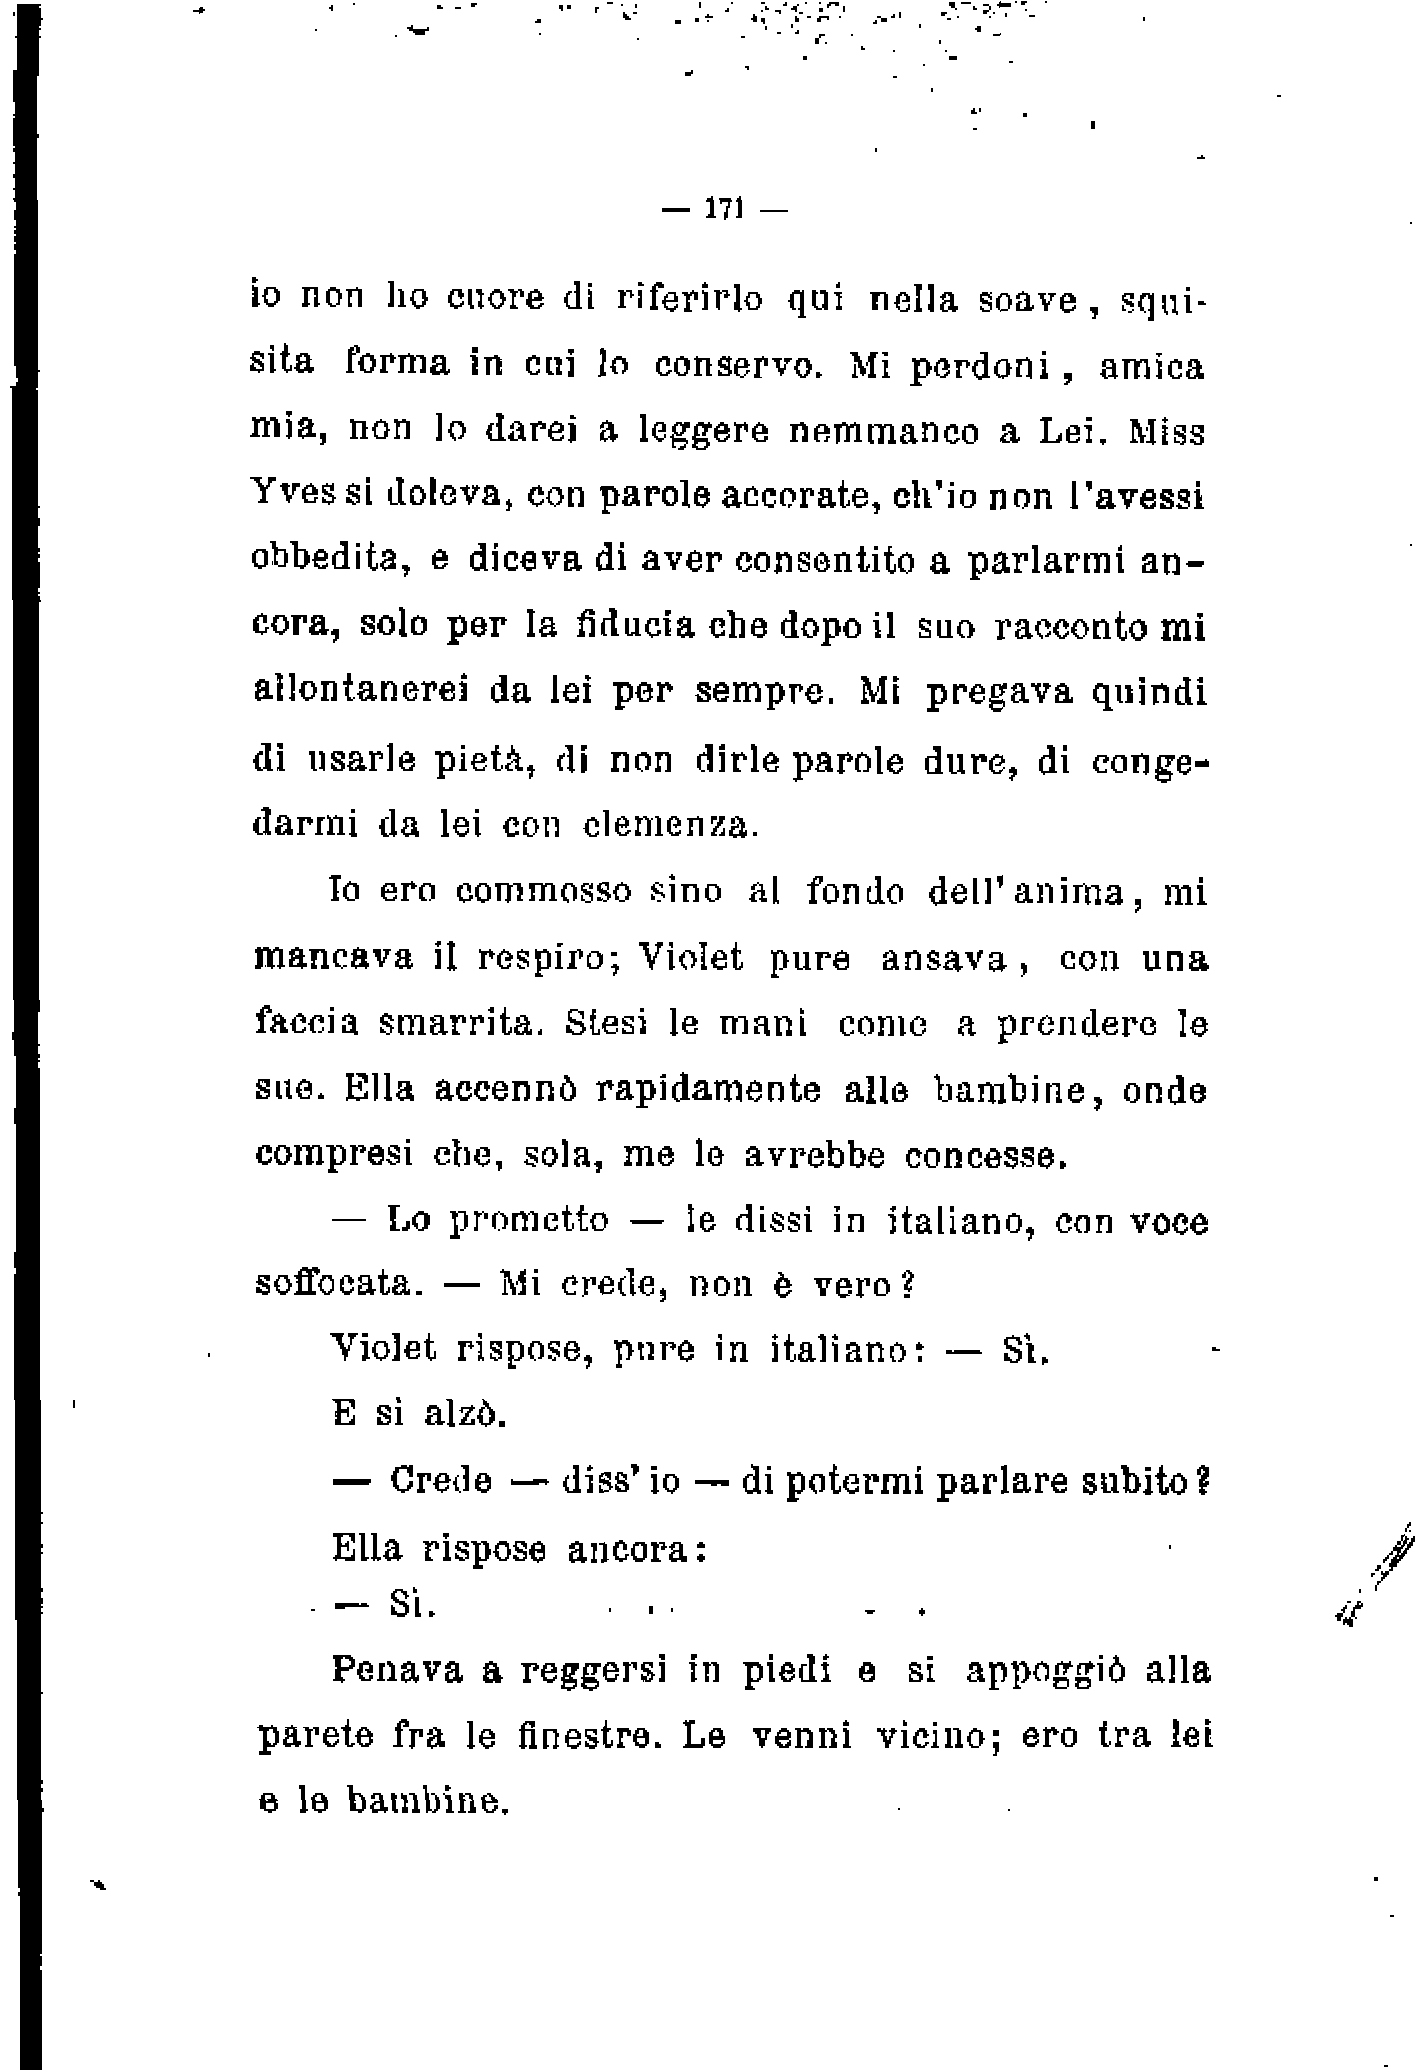 — 171 —
io non ho cuore di riferirlo qui nella soave, squi-
sita forma in cui lo conservo. Mi perdoni, amica
mia, non lo darei a leggere nemmanco a Lei. Miss
Yves si doleva, con parole accorate, ch'io non l'avessi
obbedita, e diceva di aver consentito a parlarmi an-
cora, solo per la fiducia che dopo il suo racconto mi
allontanerei da lei per sempre. Mi pregava quindi
di usarle pietà, di non dirle parole dure, di conge-
darmi da lei con clemenza.
Io ero commosso sino al fondo dell'anima, mi
mancava il respiro; Violet pure ansava, con una
faccia smarrita. Stesi le mani come a prendere le
sue. Ella accennò rapidamente alle bambine, onde
compresi che, sola, me le avrebbe concesse.
— Lo prometto — le dissi in italiano, con voce
soffocata. — Mi crede, non è vero?
Violet rispose, pure in italiano: — Sì.
E si alzò.
— Crede — diss'io — di potermi parlare subito?
Ella rispose ancora:
— Sì.
Penava a reggersi in piedi e si appoggiò alla
parete fra le finestre. Le venni vicino; ero tra lei
e le bambine.